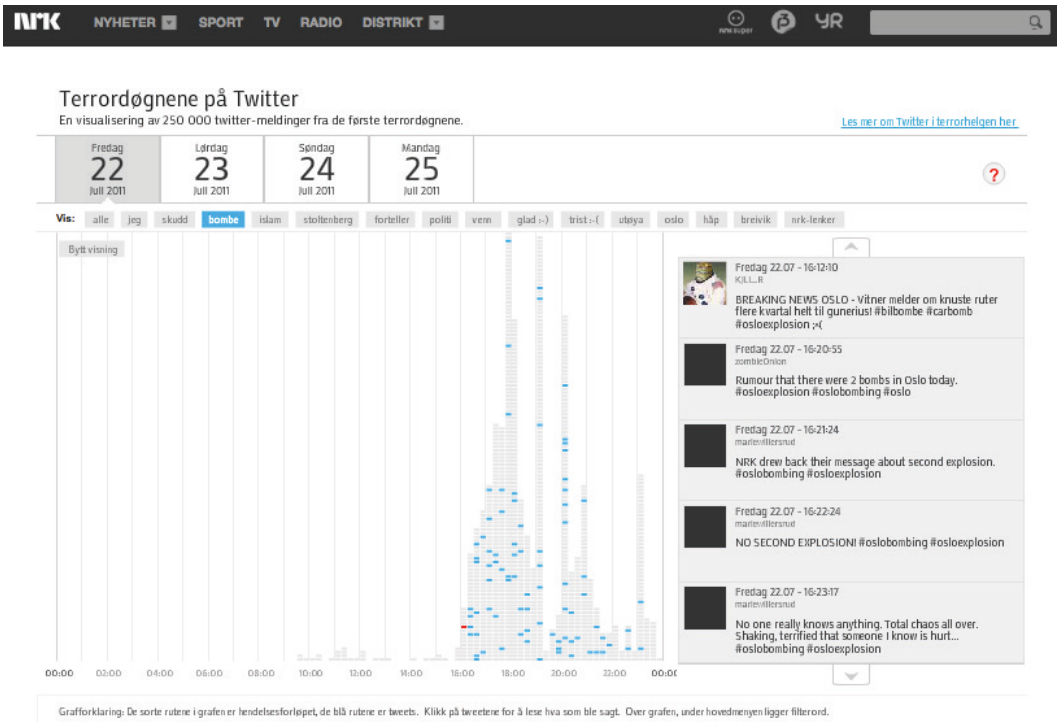 NRK NYHETER SPORT TV RADIO DISTRIKT nrk super P3 YR
Terrordøgnene på Twitter
En visualisering av 250 000 twitter-meldinger fra de første terrordøgnene.
Les mer om Twitter i terrorhelgen her
Fredag Lørdag Søndag Mandag
22 23 24 25
Juli 2011 Juli 2011 Juli 2011 Juli 2011
?
Vis: alle jeg skudd bombe islam stoltenberg forteller politi venn glad :-) trist :-( utøya oslo håp breivik nrk-lenker
Bytt visning
Fredag 22.07 - 16:12:10
KJLL_R
BREAKING NEWS OSLO - Vitner melder om knuste ruter
flere kvartal helt til gunerius! #bilbombe #carbomb
#osloexplosion ;-(
Fredag 22.07 - 16:20:55
zombieOnion
Rumour that there were 2 bombs in Oslo today.
#osloexplosion #oslobombing #oslo
Fredag 22.07 - 16:21:24
mariewillersrud
NRK drew back their message about second explosion.
#oslobombing #osloexplosion
Fredag 22.07 - 16:22:24
mariewillersrud
NO SECOND EXPLOSION! #oslobombing #osloexplosion
Fredag 22.07 - 16:23:17
mariewillersrud
No one really knows anything. Total chaos all over.
Shaking, terrified that someone I know is hurt...
#oslobombing #osloexplosion
00:00 02:00 04:00 06:00 08:00 10:00 12:00 14:00 16:00 18:00 20:00 22:00 00:00
Grafforklaring: De sorte rutene i grafen er hendelsesforløpet, de blå rutene er tweets. Klikk på tweetene for å lese hva som ble sagt. Over grafen, under hovedmenyen ligger filterord.